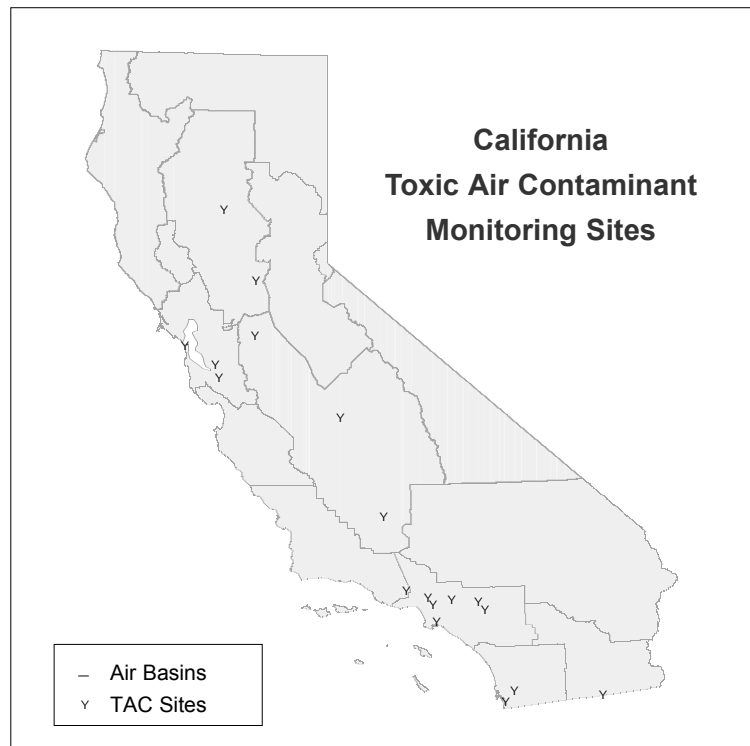 California
Toxic Air Contaminant
Monitoring Sites
Air Basins
Y TAC Sites